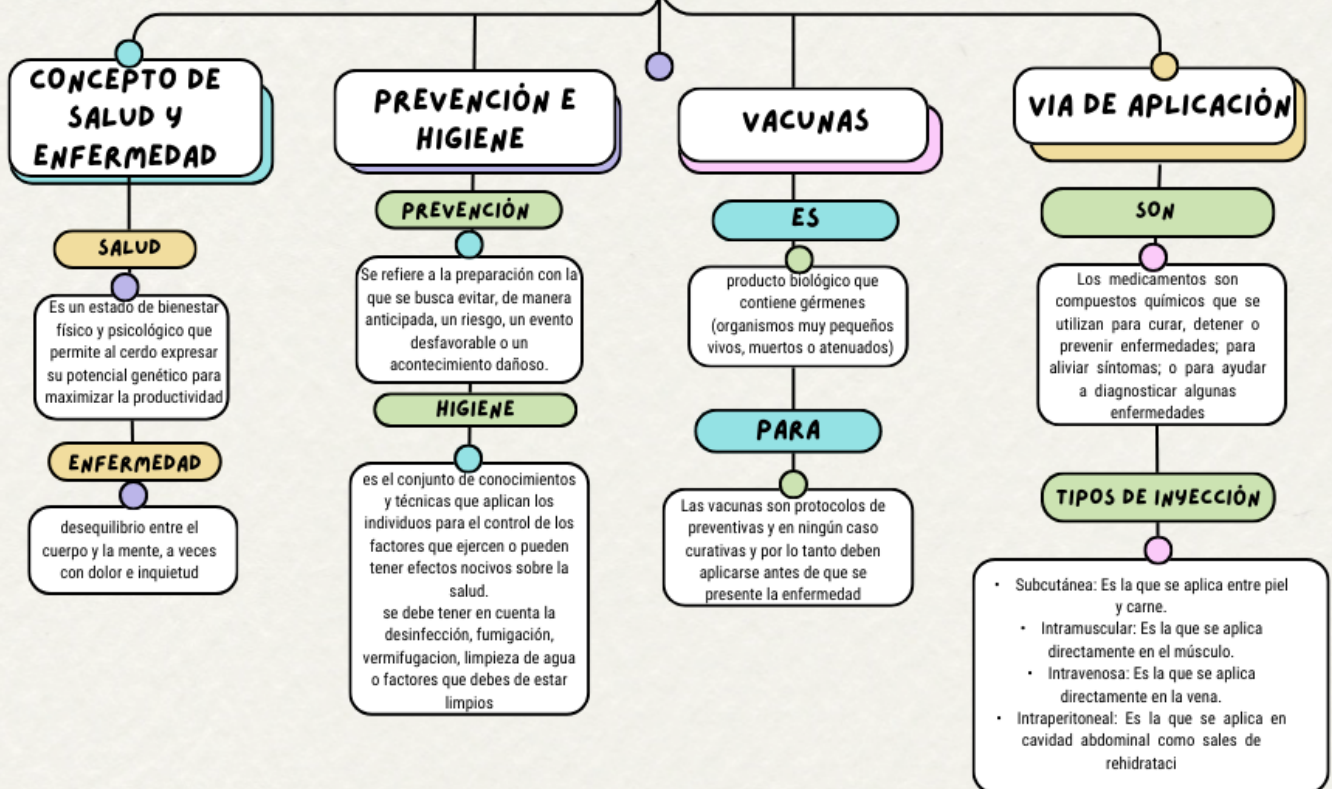 CONCEPTO DE
SALUD Y
ENFERMEDAD
SALUD
Es un estado de bienestar
físico y psicológico que
permite al cerdo expresar
su potencial genético para
maximizar la productividad
ENFERMEDAD
desequilibrio entre el
cuerpo y la mente, a veces
con dolor e inquietud
PREVENCIÓN E
HIGIENE
PREVENCIÓN
Se refiere a la preparación con la
que se busca evitar, de manera
anticipada, un riesgo, un evento
desfavorable o un
acontecimiento dañoso.
HIGIENE
es el conjunto de conocimientos
y técnicas que aplican los
individuos para el control de los
factores que ejercen o pueden
tener efectos nocivos sobre la
salud.
se debe tener en cuenta la
desinfección, fumigación,
vermifugacion, limpieza de agua
o factores que debes de estar
limpios
VACUNAS
ES
producto biológico que
contiene gérmenes
(organismos muy pequeños
vivos, muertos o atenuados)
PARA
Las vacunas son protocolos de
preventivas y en ningún caso
curativas y por lo tanto deben
aplicarse antes de que se
presente la enfermedad
VIA DE APLICACIÓN
SON
Los medicamentos son
compuestos químicos que se
utilizan para curar, detener o
prevenir enfermedades; para
aliviar síntomas; o para ayudar
a diagnosticar algunas
enfermedades
TIPOS DE INYECCIÓN
• Subcutánea: Es la que se aplica entre piel
y carne.
• Intramuscular: Es la que se aplica
directamente en el músculo.
• Intravenosa: Es la que se aplica
directamente en la vena.
• Intraperitoneal: Es la que se aplica en
cavidad abdominal como sales de
rehidrataci